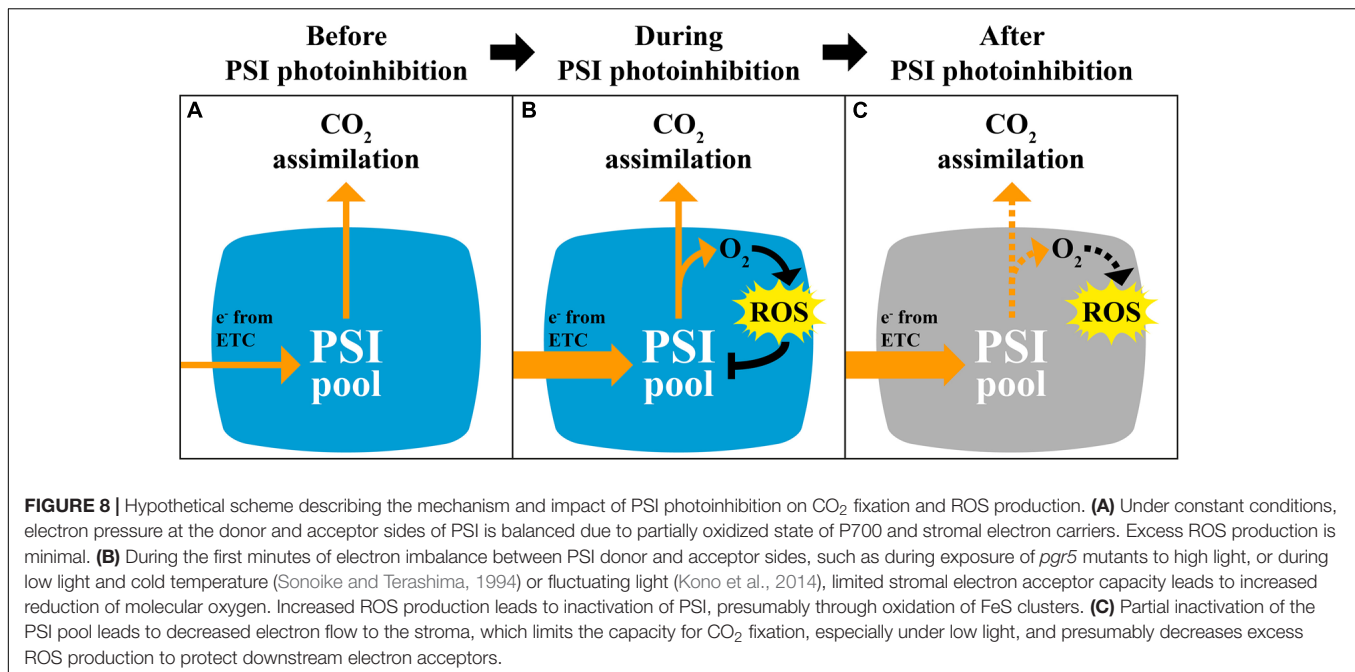 Before
PSI photoinhibition
During
PSI photoinhibition
After
PSI photoinhibition
A
CO2
assimilation
e- from
ETC
PSI
pool
B
CO2
assimilation
O2
ROS
e- from
ETC
PSI
pool
C
CO2
assimilation
O2
ROS
e- from
ETC
PSI
pool
FIGURE 8 | Hypothetical scheme describing the mechanism and impact of PSI photoinhibition on CO2 fixation and ROS production. (A) Under constant conditions,
electron pressure at the donor and acceptor sides of PSI is balanced due to partially oxidized state of P700 and stromal electron carriers. Excess ROS production is
minimal. (B) During the first minutes of electron imbalance between PSI donor and acceptor sides, such as during exposure of pgr5 mutants to high light, or during
low light and cold temperature (Sonoike and Terashima, 1994) or fluctuating light (Kono et al., 2014), limited stromal electron acceptor capacity leads to increased
reduction of molecular oxygen. Increased ROS production leads to inactivation of PSI, presumably through oxidation of FeS clusters. (C) Partial inactivation of the
PSI pool leads to decreased electron flow to the stroma, which limits the capacity for CO2 fixation, especially under low light, and presumably decreases excess
ROS production to protect downstream electron acceptors.